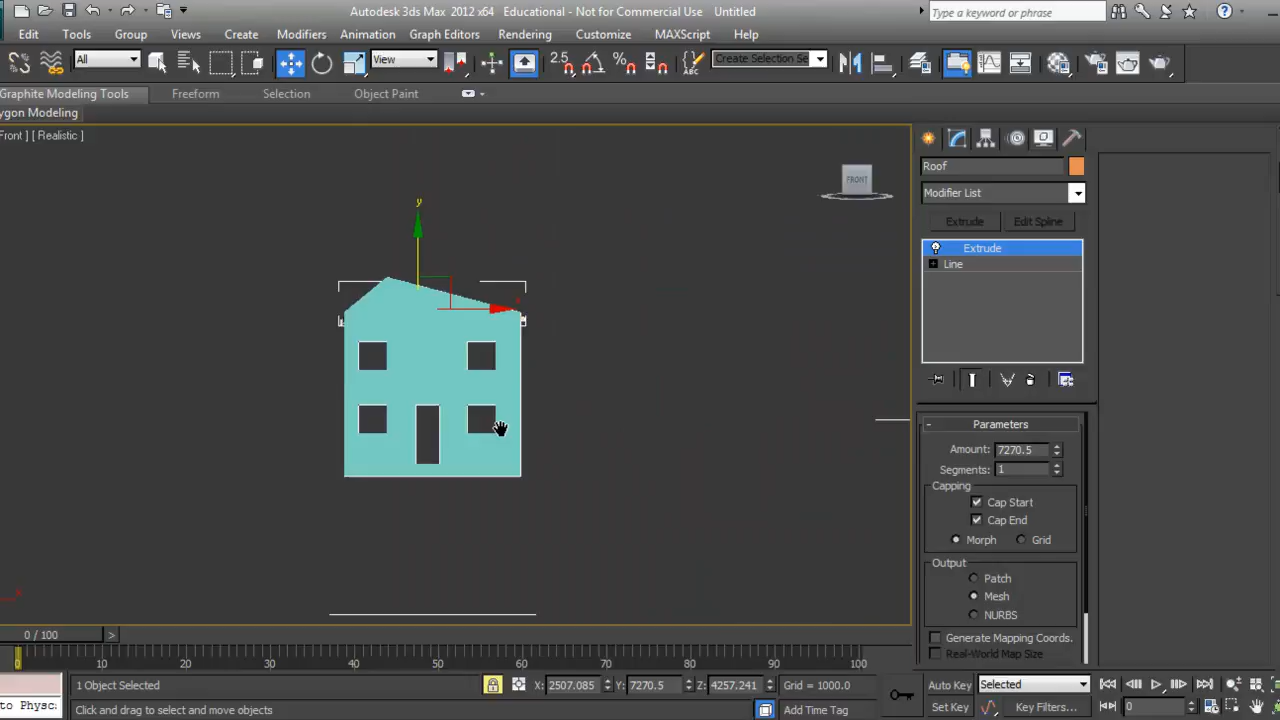 Autodesk 3ds Max 2012 x64 Educational - Not for Commercial Use Untitled
Type a keyword or phrase
Edit Tools Group Views Create Modifiers Animation Graph Editors Rendering Customize MAXScript Help
All View 2.5 Create Selection Se
Graphite Modeling Tools Freeform Selection Object Paint
ygon Modeling
Front ] [ Realistic ]
FRONT
Roof
Modifier List
Extrude Edit Spline
Extrude
Line
y
x
Parameters
Amount: 7270.5
Segments: 1
Capping
Cap Start
Cap End
Morph Grid
Output
Patch
Mesh
NURBS
Generate Mapping Coords.
Real-World Map Size
0 / 100 >
0 10 20 30 40 50 60 70 80 90 100
1 Object Selected X: 2507.085 Y: 7270.5 Z: 4257.241 Grid = 1000.0 Auto Key Selected
to Physc Click and drag to select and move objects Add Time Tag Set Key Key Filters... 0